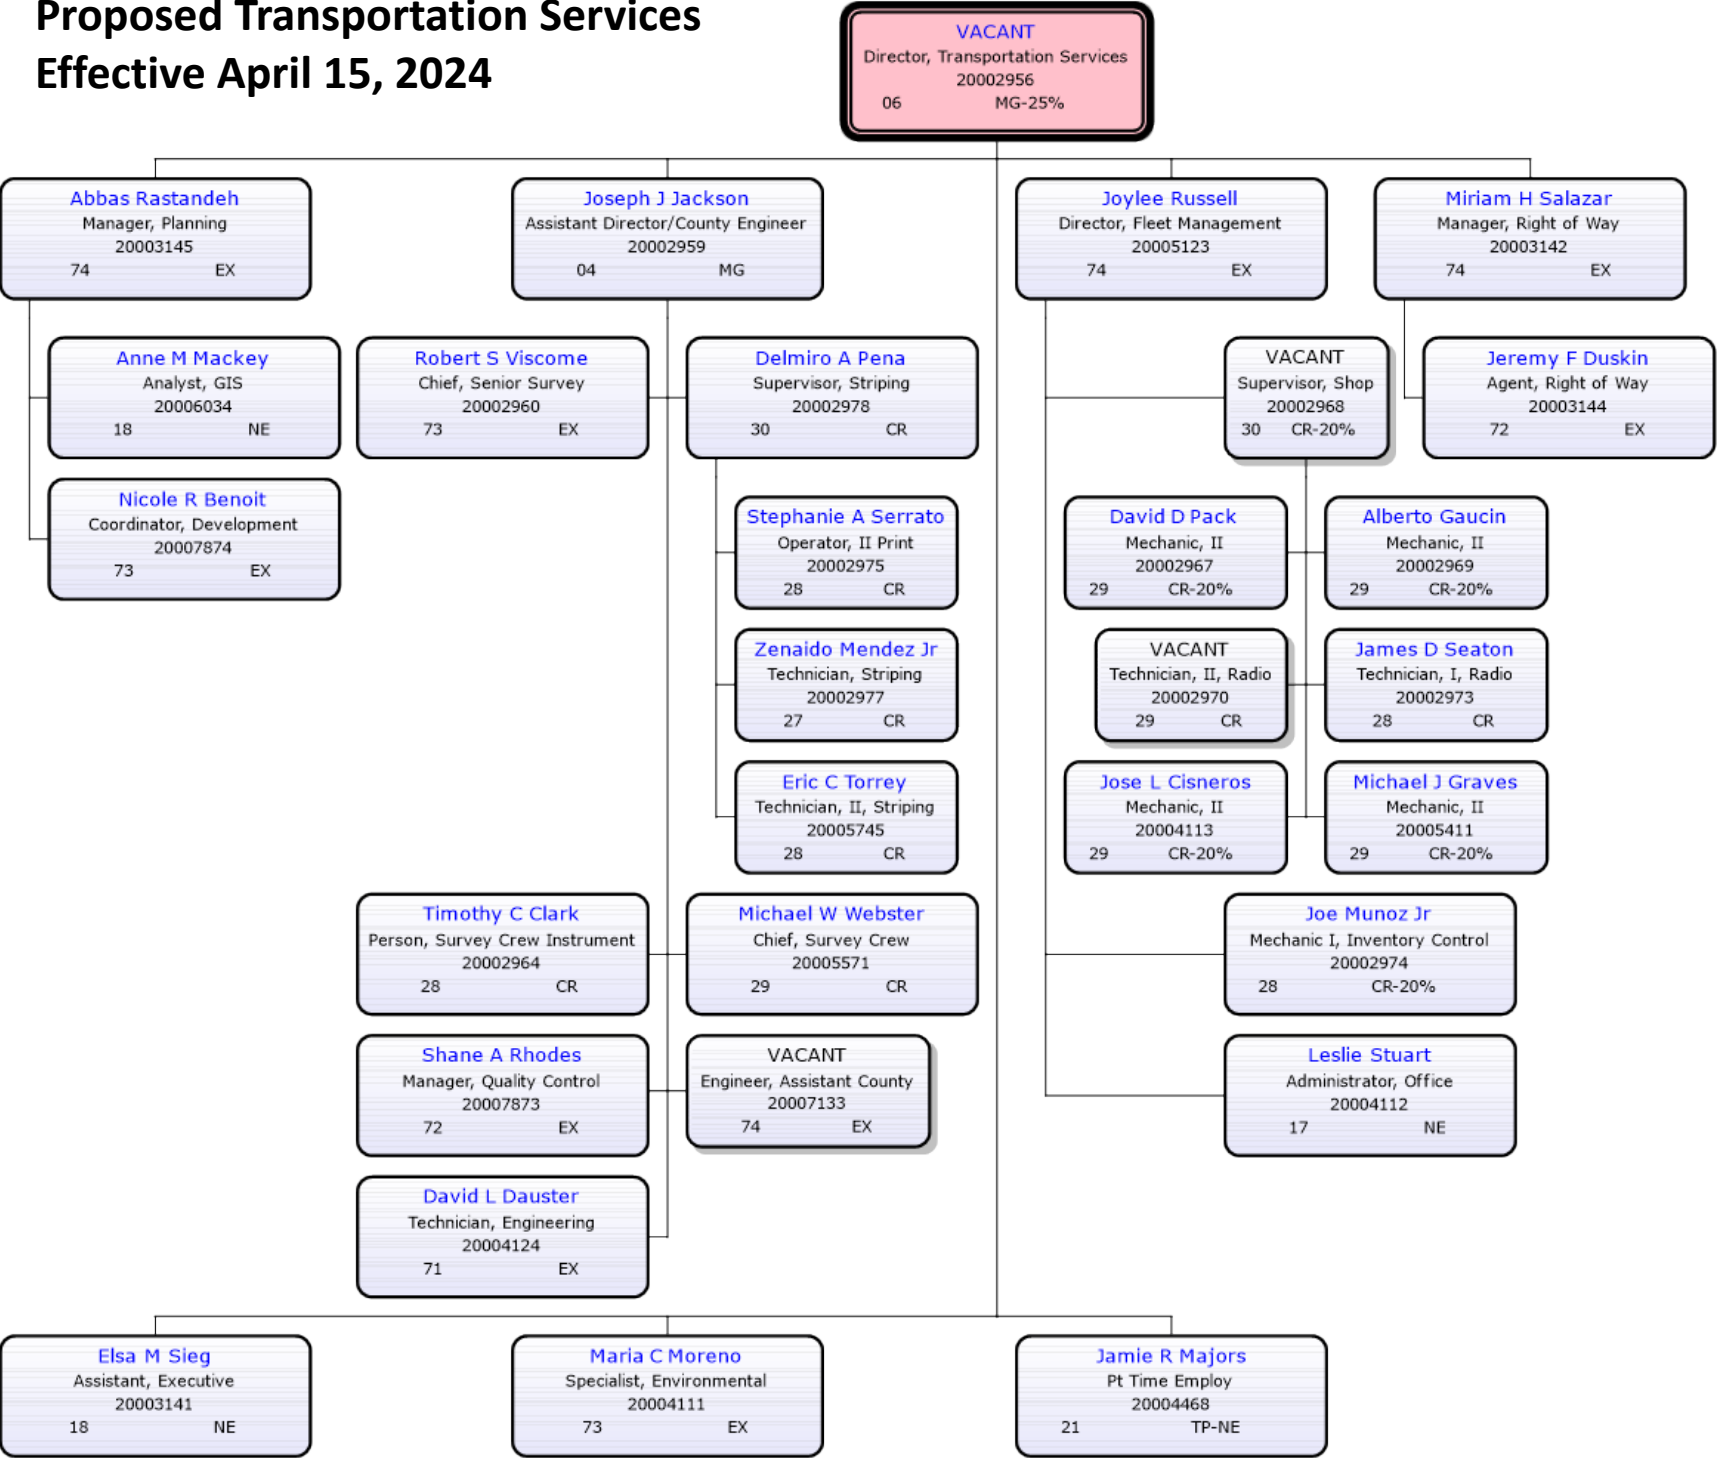 Proposed Transportation Services
Effective April 15, 2024
VACANT
Director, Transportation Services
20002956
06 MG-25%
Abbas Rastandeh
Manager, Planning
20003145
74 EX
Joseph J Jackson
Assistant Director/County Engineer
20002959
04 MG
Joylee Russell
Director, Fleet Management
20005123
74 EX
Miriam H Salazar
Manager, Right of Way
20003142
74 EX
Anne M Mackey
Analyst, GIS
20006034
18 NE
Robert S Viscome
Chief, Senior Survey
20002960
73 EX
Delmiro A Pena
Supervisor, Striping
20002978
30 CR
VACANT
Supervisor, Shop
20002968
30 CR-20%
Jeremy F Duskin
Agent, Right of Way
20003144
72 EX
Nicole R Benoit
Coordinator, Development
20007874
73 EX
Stephanie A Serrato
Operator, II Print
20002975
28 CR
David D Pack
Mechanic, II
20002967
29 CR-20%
Alberto Gaucin
Mechanic, II
20002969
29 CR-20%
Zenaido Mendez Jr
Technician, Striping
20002977
27 CR
VACANT
Technician, II, Radio
20002970
29 CR
James D Seaton
Technician, I, Radio
20002973
28 CR
Eric C Torrey
Technician, II, Striping
20005745
28 CR
Jose L Cisneros
Mechanic, II
20004113
29 CR-20%
Michael J Graves
Mechanic, II
20005411
29 CR-20%
Timothy C Clark
Person, Survey Crew Instrument
20002964
28 CR
Michael W Webster
Chief, Survey Crew
20005571
29 CR
Joe Munoz Jr
Mechanic I, Inventory Control
20002974
28 CR-20%
Shane A Rhodes
Manager, Quality Control
20007873
72 EX
VACANT
Engineer, Assistant County
20007133
74 EX
Leslie Stuart
Administrator, Office
20004112
17 NE
David L Dauster
Technician, Engineering
20004124
71 EX
Elsa M Sieg
Assistant, Executive
20003141
18 NE
Maria C Moreno
Specialist, Environmental
20004111
73 EX
Jamie R Majors
Pt Time Employ
20004468
21 TP-NE